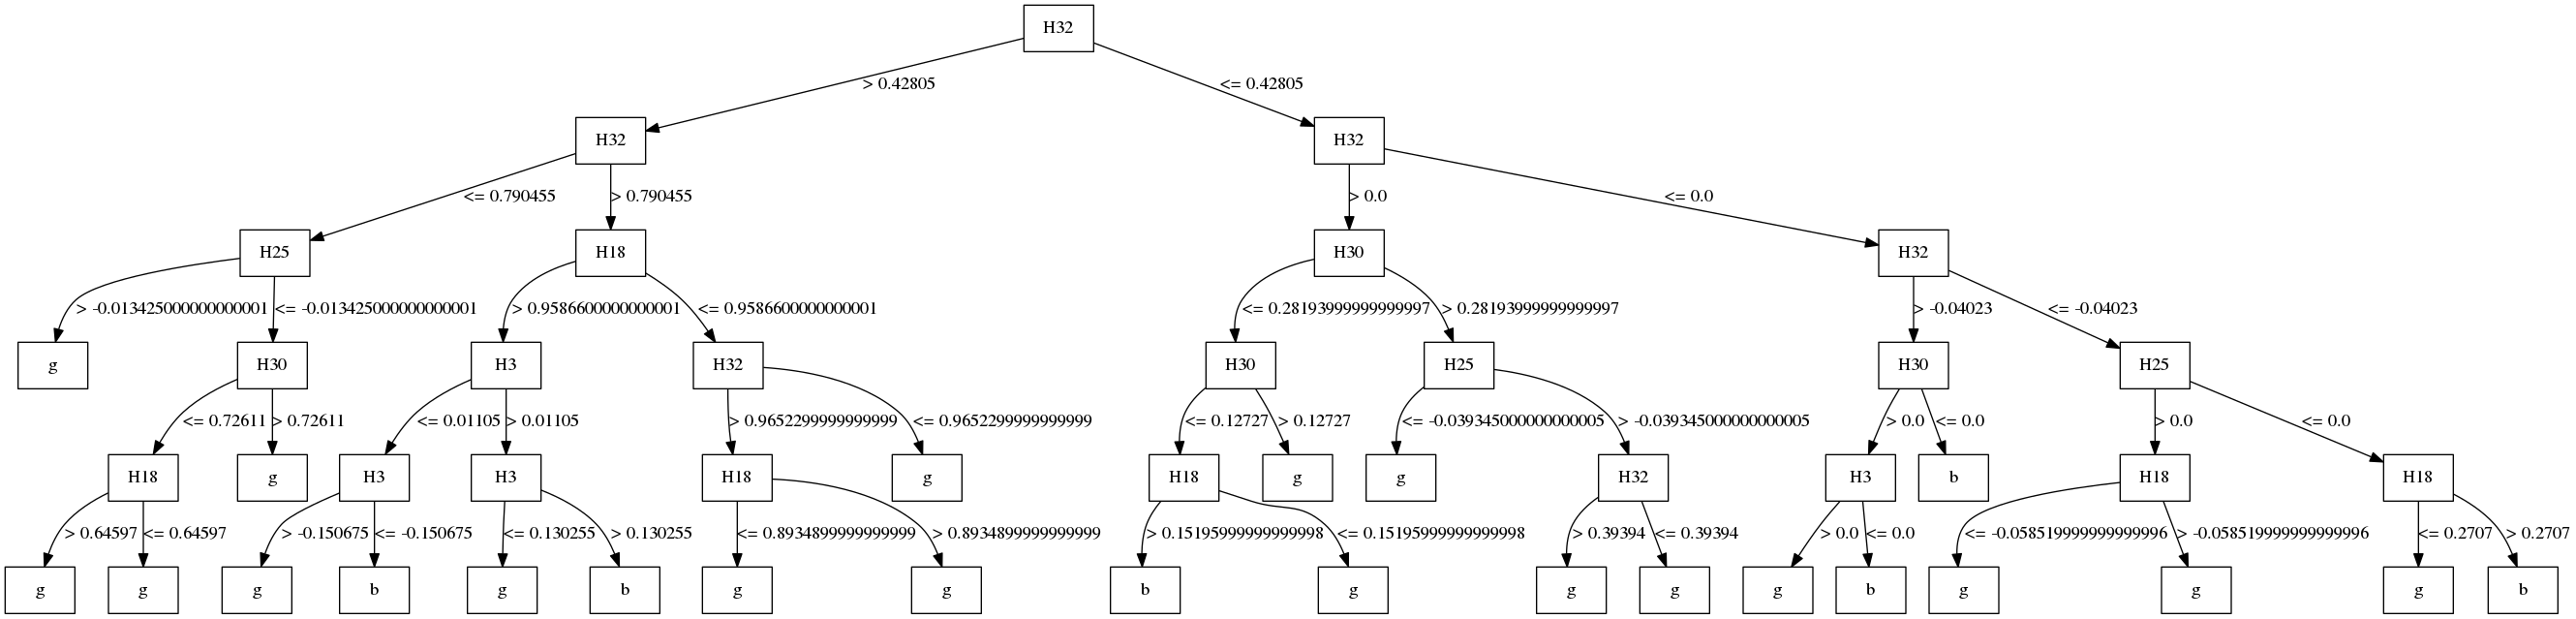 H32
> 0.42805 <= 0.42805
H32 H32
<= 0.790455 > 0.790455 > 0.0 <= 0.0
H25 H18 H30 H32
> -0.013425000000000001 <= -0.013425000000000001 > 0.9586600000000001 <= 0.9586600000000001 <= 0.28193999999999997 > 0.28193999999999997 > -0.04023 <= -0.04023
g H30 H3 H32 H30 H25 H30 H25
<= 0.72611 > 0.72611 <= 0.01105 > 0.01105 > 0.9652299999999999 <= 0.9652299999999999 <= 0.12727 > 0.12727 <= -0.039345000000000005 > -0.039345000000000005 > 0.0 <= 0.0 > 0.0 <= 0.0
H18 g H3 H3 H18 g H18 g g H32 H3 b H18 H18
> 0.64597 <= 0.64597 > -0.150675 <= -0.150675 <= 0.130255 > 0.130255 <= 0.8934899999999999 > 0.8934899999999999 > 0.15195999999999998 <= 0.15195999999999998 > 0.39394 <= 0.39394 > 0.0 <= 0.0 <= -0.058519999999999996 > -0.058519999999999996 <= 0.2707 > 0.2707
g g g b g b g g b g g g g b g g g b